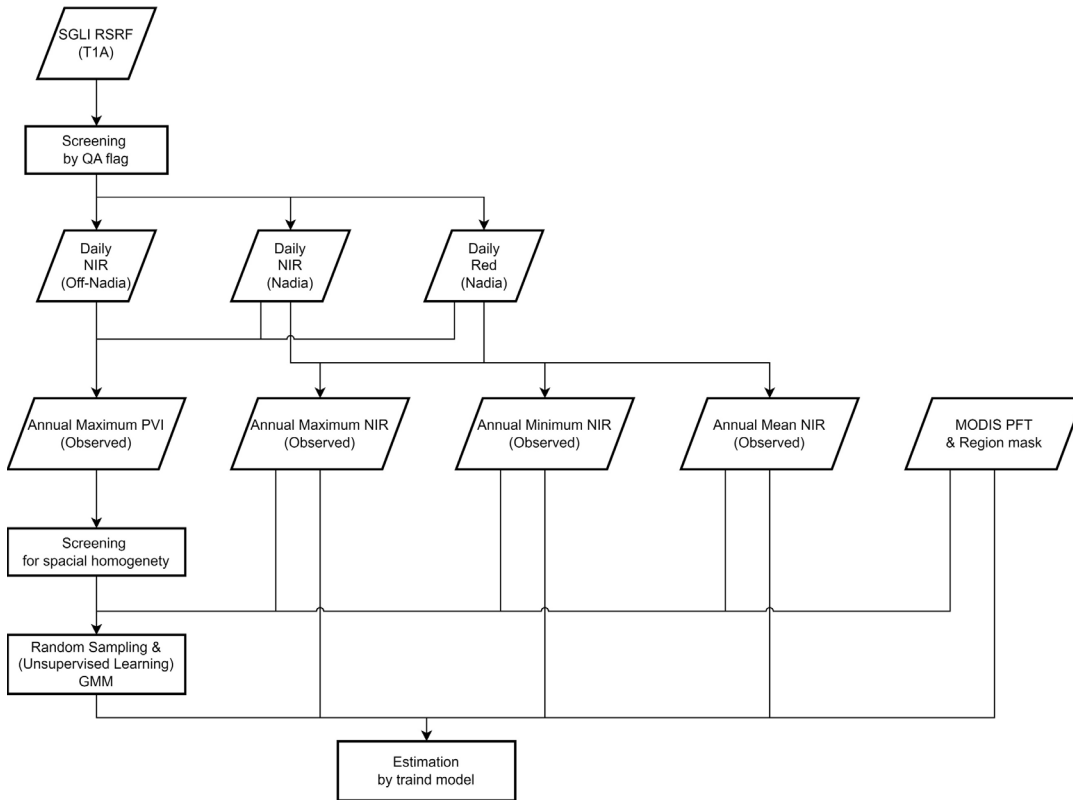 SGLI RSRF
(T1A)
Screening
by QA flag
Daily
NIR
(Off-Nadia)
Daily
NIR
(Nadia)
Daily
Red
(Nadia)
Annual Maximum PVI
(Observed)
Annual Maximum NIR
(Observed)
Annual Minimum NIR
(Observed)
Annual Mean NIR
(Observed)
MODIS PFT
& Region mask
Screening
for spacial homogenety
Random Sampling &
(Unsupervised Learning)
GMM
Estimation
by traind model